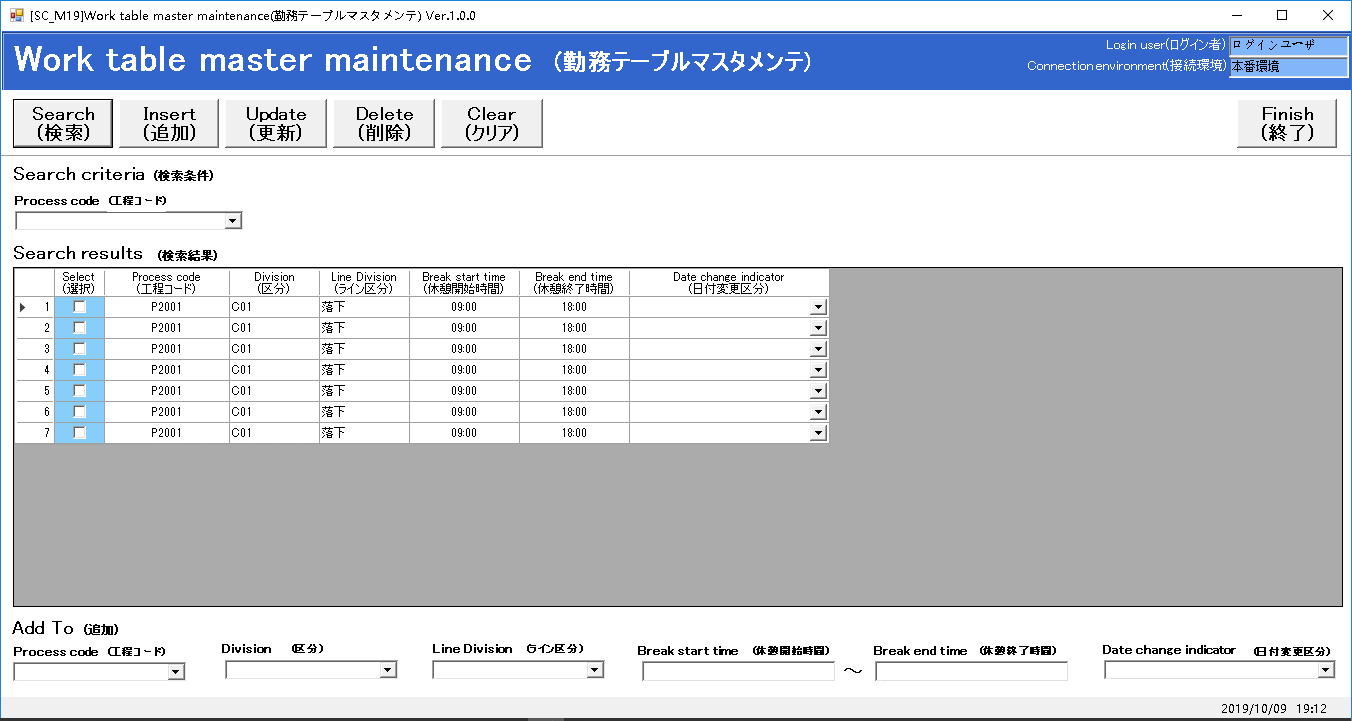 [SC_M19]Work table master maintenance(勤務テーブルマスタメンテ) Ver.1.0.0
Work table master maintenance (勤務テーブルマスタメンテ)
Login user(ログイン者) ログインユーザ
Connection environment(接続環境) 本番環境
Search Insert Update Delete Clear Finish
(検索) (追加) (更新) (削除) (クリア) (終了)
Search criteria (検索条件)
Process code (工程コード)
Search results (検索結果)
Select Process code Division Line Division Break start time Break end time Date change indicator
(選択) (工程コード) (区分) (ライン区分) (休憩開始時間) (休憩終了時間) (日付変更区分)
1 P2001 C01 落下 09:00 18:00
2 P2001 C01 落下 09:00 18:00
3 P2001 C01 落下 09:00 18:00
4 P2001 C01 落下 09:00 18:00
5 P2001 C01 落下 09:00 18:00
6 P2001 C01 落下 09:00 18:00
7 P2001 C01 落下 09:00 18:00
Add To (追加)
Process code (工程コード) Division (区分) Line Division (ライン区分) Break start time (休憩開始時間) Break end time (休憩終了時間) Date change indicator (日付変更区分)
～
2019/10/09 19:12